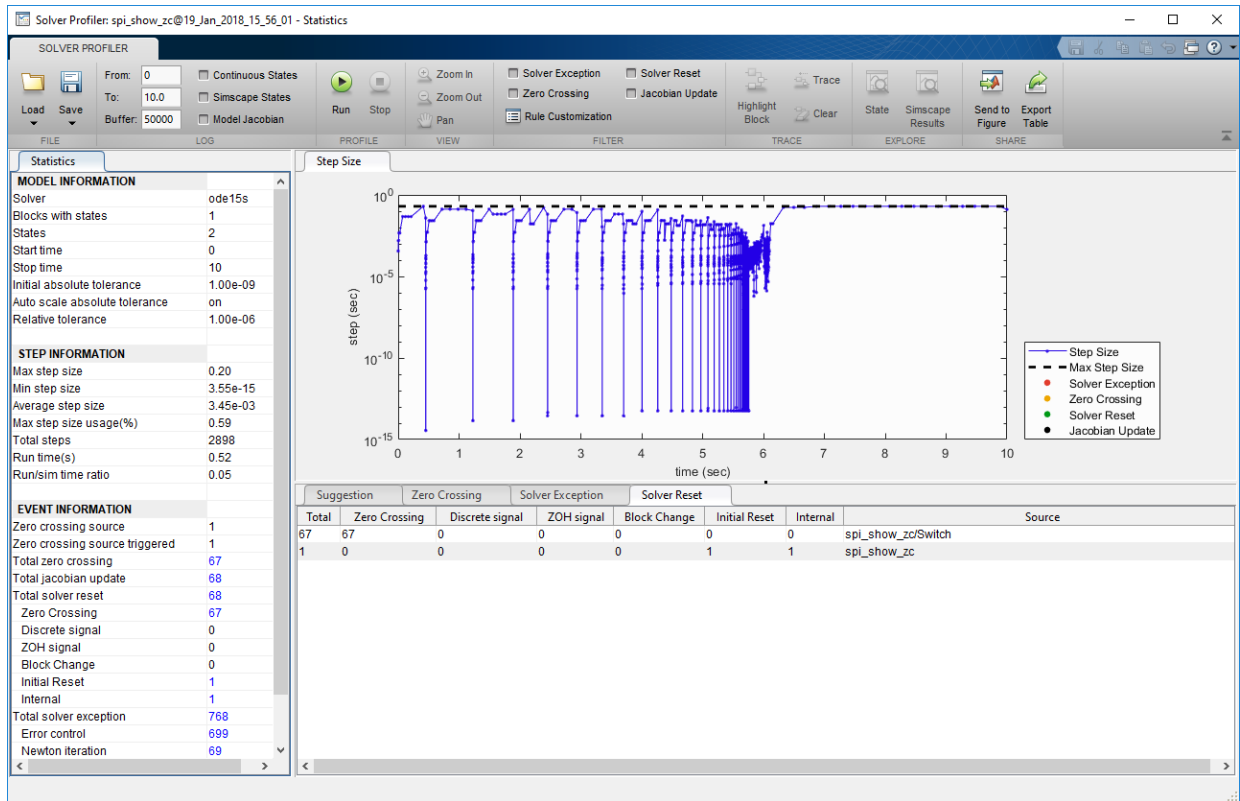 Solver Profiler: spi_show_zc@19_Jan_2018_15_56_01 - Statistics
SOLVER PROFILER
Load
Save
From: 0
To: 10.0
Buffer: 50000
Continuous States
Simscape States
Model Jacobian
Run
Stop
Zoom In
Zoom Out
Pan
Solver Exception
Solver Reset
Zero Crossing
Jacobian Update
Rule Customization
Highlight
Block
Trace
Clear
State
Simscape
Results
Send to
Figure
Export
Table
FILE
LOG
PROFILE
VIEW
FILTER
TRACE
EXPLORE
SHARE
Statistics
MODEL INFORMATION
Solver ode15s
Blocks with states 1
States 2
Start time 0
Stop time 10
Initial absolute tolerance 1.00e-09
Auto scale absolute tolerance on
Relative tolerance 1.00e-06
STEP INFORMATION
Max step size 0.20
Min step size 3.55e-15
Average step size 3.45e-03
Max step size usage(%) 0.59
Total steps 2898
Run time(s) 0.52
Run/sim time ratio 0.05
EVENT INFORMATION
Zero crossing source 1
Zero crossing source triggered 1
Total zero crossing 67
Total jacobian update 68
Total solver reset 68
Zero Crossing 67
Discrete signal 0
ZOH signal 0
Block Change 0
Initial Reset 1
Internal 1
Total solver exception 768
Error control 699
Newton iteration 69
Step Size
10^0
10^-5
10^-10
10^-15
step (sec)
0 1 2 3 4 5 6 7 8 9 10
time (sec)
Step Size
Max Step Size
Solver Exception
Zero Crossing
Solver Reset
Jacobian Update
Suggestion Zero Crossing Solver Exception Solver Reset
Total Zero Crossing Discrete signal ZOH signal Block Change Initial Reset Internal Source
67 67 0 0 0 0 0 spi_show_zc/Switch
1 0 0 0 0 1 1 spi_show_zc